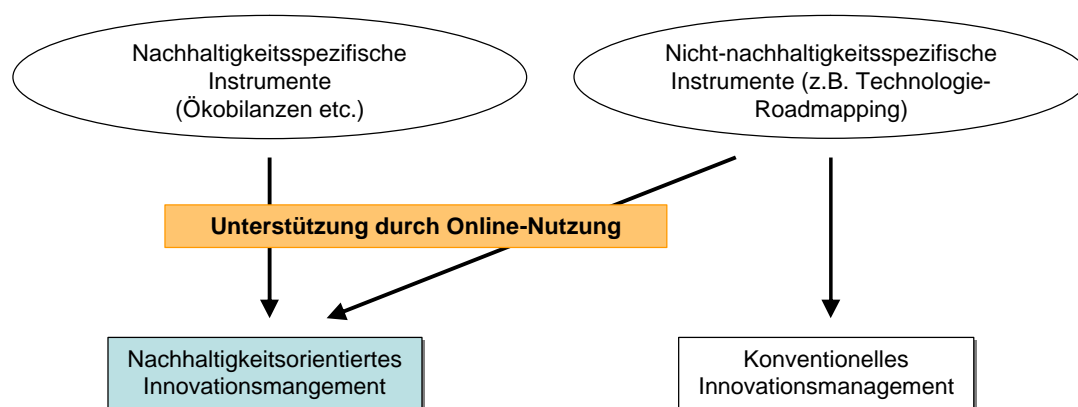 Nachhaltigkeitsspezifische
Instrumente
(Ökobilanzen etc.)
Nicht-nachhaltigkeitsspezifische
Instrumente (z.B. Technologie-
Roadmapping)
Unterstützung durch Online-Nutzung
Nachhaltigkeitsorientiertes
Innovationsmangement
Konventionelles
Innovationsmanagement